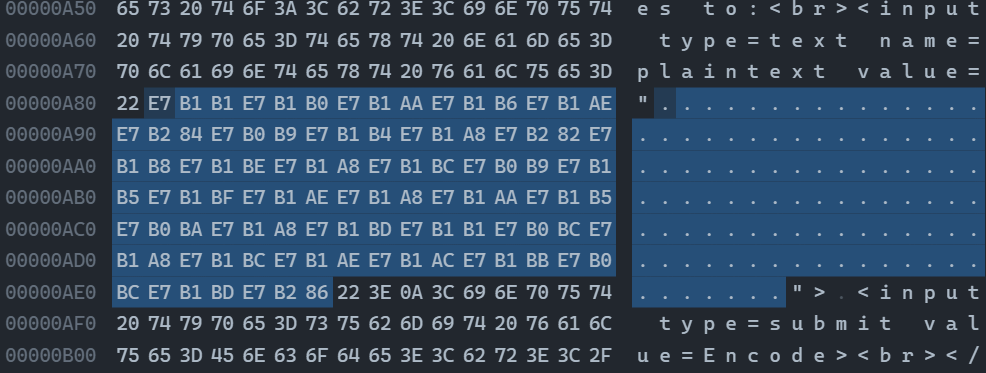 00000A50 65 73 20 74 6F 3A 3C 62 72 3E 3C 69 6E 70 75 74 es to:<br><input
00000A60 20 74 79 70 65 3D 74 65 78 74 20 6E 61 6D 65 3D  type=text name=
00000A70 70 6C 61 69 6E 74 65 78 74 20 76 61 6C 75 65 3D plaintext value=
00000A80 22 E7 B1 B1 E7 B1 B0 E7 B1 AA E7 B1 B6 E7 B1 AE "...............
00000A90 E7 B2 84 E7 B0 B9 E7 B1 B4 E7 B1 A8 E7 B2 82 E7 ................
00000AA0 B1 B8 E7 B1 BE E7 B1 A8 E7 B1 BC E7 B0 B9 E7 B1 ................
00000AB0 B5 E7 B1 BF E7 B1 AE E7 B1 A8 E7 B1 AA E7 B1 B5 ................
00000AC0 E7 B0 BA E7 B1 A8 E7 B1 BD E7 B1 B1 E7 B0 BC E7 ................
00000AD0 B1 A8 E7 B1 BC E7 B1 AE E7 B1 AC E7 B1 BB E7 B0 ................
00000AE0 BC E7 B1 BD E7 B2 86 22 3E 0A 3C 69 6E 70 75 74 .......">.<input
00000AF0 20 74 79 70 65 3D 73 75 62 6D 69 74 20 76 61 6C  type=submit val
00000B00 75 65 3D 45 6E 63 6F 64 65 3E 3C 62 72 3E 3C 2F ue=Encode><br></